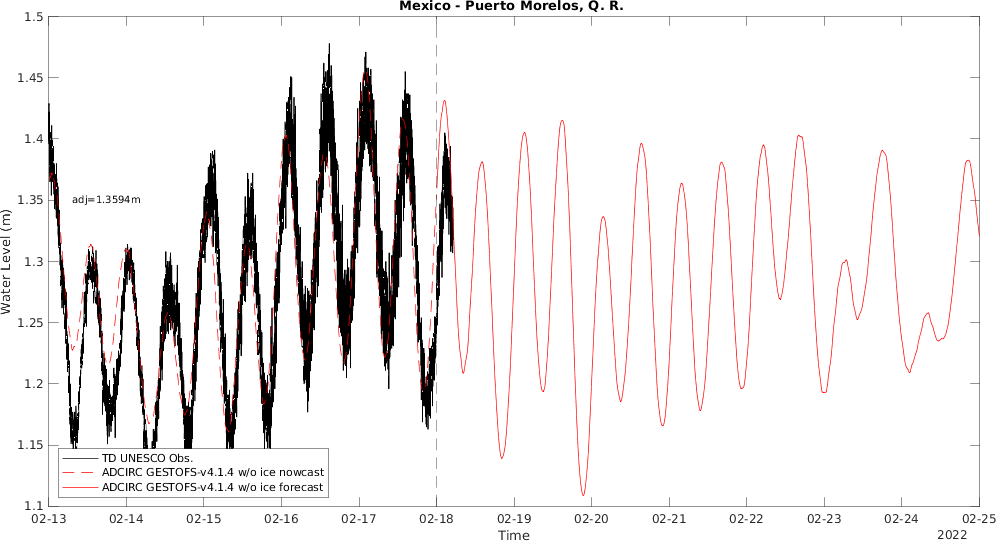 Mexico - Puerto Morelos, Q. R.
1.5
1.45
1.4
1.35
1.3
1.25
1.2
1.15
1.1
Water Level (m)
adj=1.3594m
TD UNESCO Obs.
ADCIRC GESTOFS-v4.1.4 w/o ice nowcast
ADCIRC GESTOFS-v4.1.4 w/o ice forecast
02-13 02-14 02-15 02-16 02-17 02-18 02-19 02-20 02-21 02-22 02-23 02-24 02-25
Time
2022